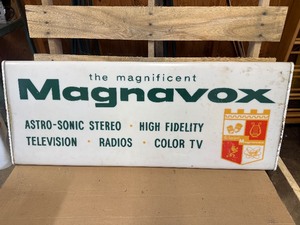 the magnificent
Magnavox
ASTRO-SONIC STEREO · HIGH FIDELITY
TELEVISION · RADIOS · COLOR TV